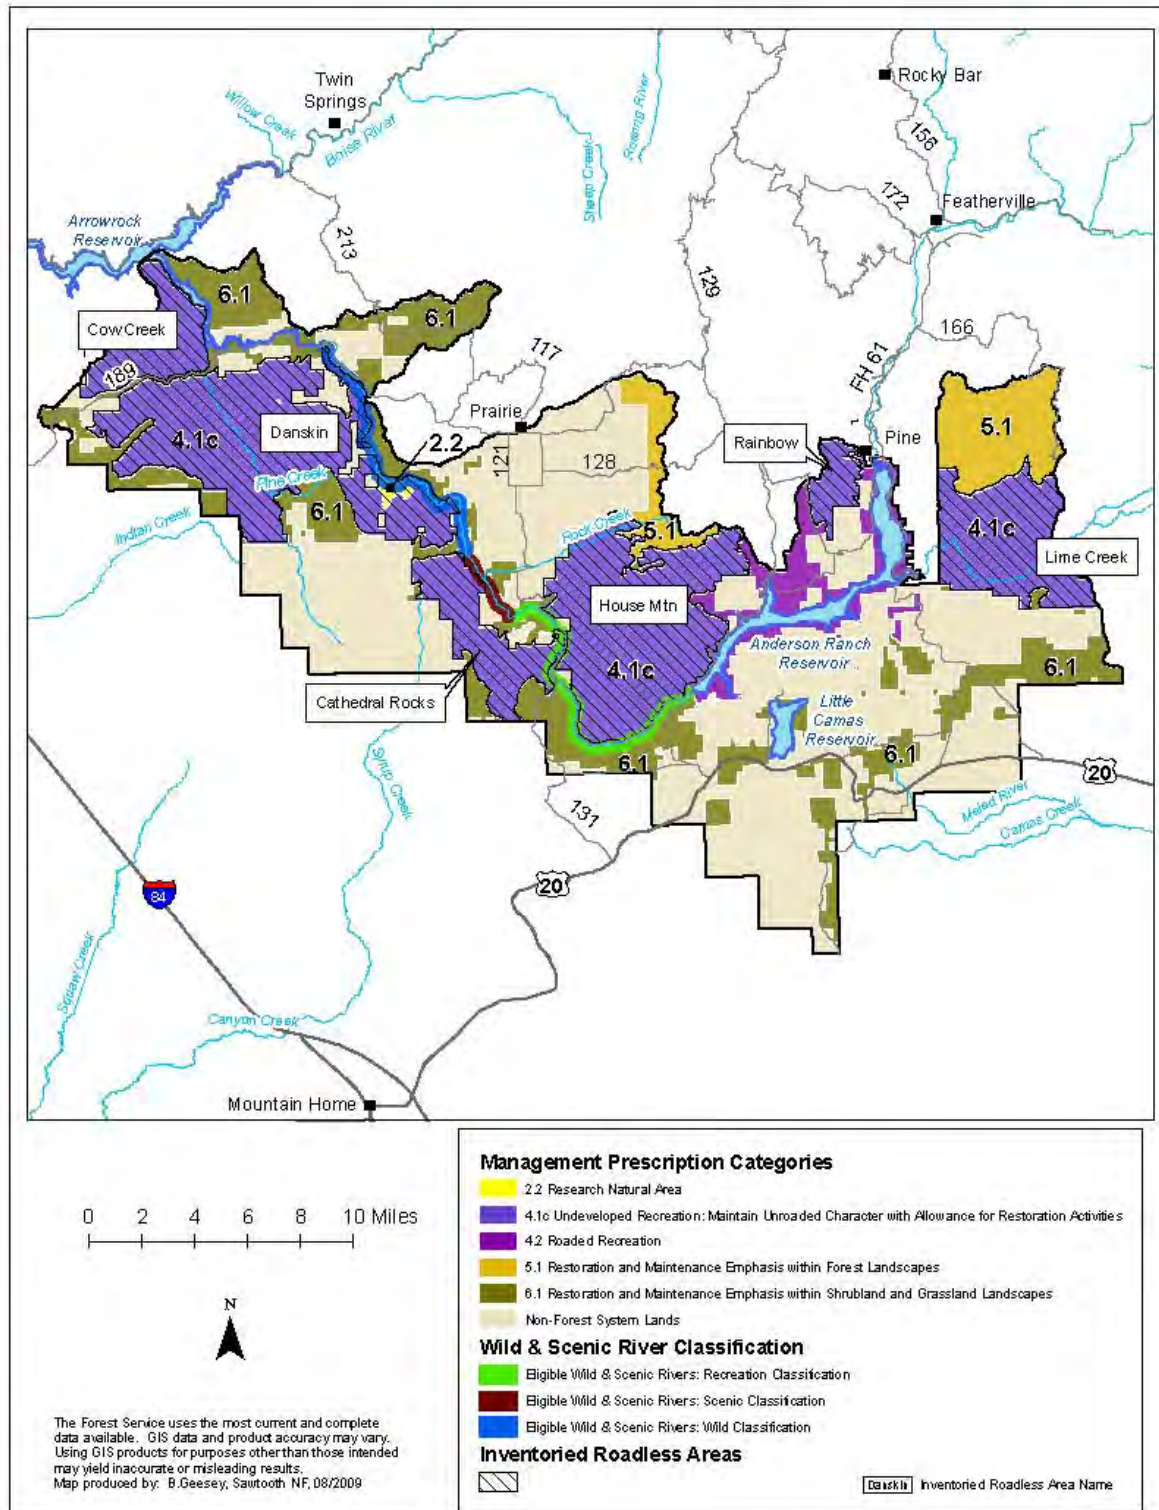 Rocky Bar
Twin
Springs
Willow Creek
Boise River
Sheep Creek
Roaring River
156
172
Featherville
Arrowrock
Reservoir
213
129
6.1
6.1
Cow Creek
166
117
FH 61
189
Prairie
Danskin
4.1c
2.2
121
128
Rainbow
Pine
5.1
Pine Creek
6.1
Indian Creek
Rock Creek
5.1
4.1c
Lime Creek
House Mtn
Anderson Ranch
Reservoir
4.1c
6.1
Cathedral Rocks
Little
Camas
Reservoir
6.1
6.1
20
Syrup Creek
131
Malad River
Camas Creek
20
84
Squaw Creek
Canyon Creek
Mountain Home
0 2 4 6 8 10 Miles
N
The Forest Service uses the most current and complete
data available. GIS data and product accuracy may vary.
Using GIS products for purposes other than those intended
may yield inaccurate or misleading results.
Map produced by: B.Geesey, Sawtooth NF, 08/2009
Management Prescription Categories
2.2 Research Natural Area
4.1c Undeveloped Recreation: Maintain Unroaded Character with Allowance for Restoration Activities
4.2 Roaded Recreation
5.1 Restoration and Maintenance Emphasis within Forest Landscapes
6.1 Restoration and Maintenance Emphasis within Shrubland and Grassland Landscapes
Non-Forest System Lands
Wild & Scenic River Classification
Eligible Wild & Scenic Rivers: Recreation Classification
Eligible Wild & Scenic Rivers: Scenic Classification
Eligible Wild & Scenic Rivers: Wild Classification
Inventoried Roadless Areas
Danskin Inventoried Roadless Area Name